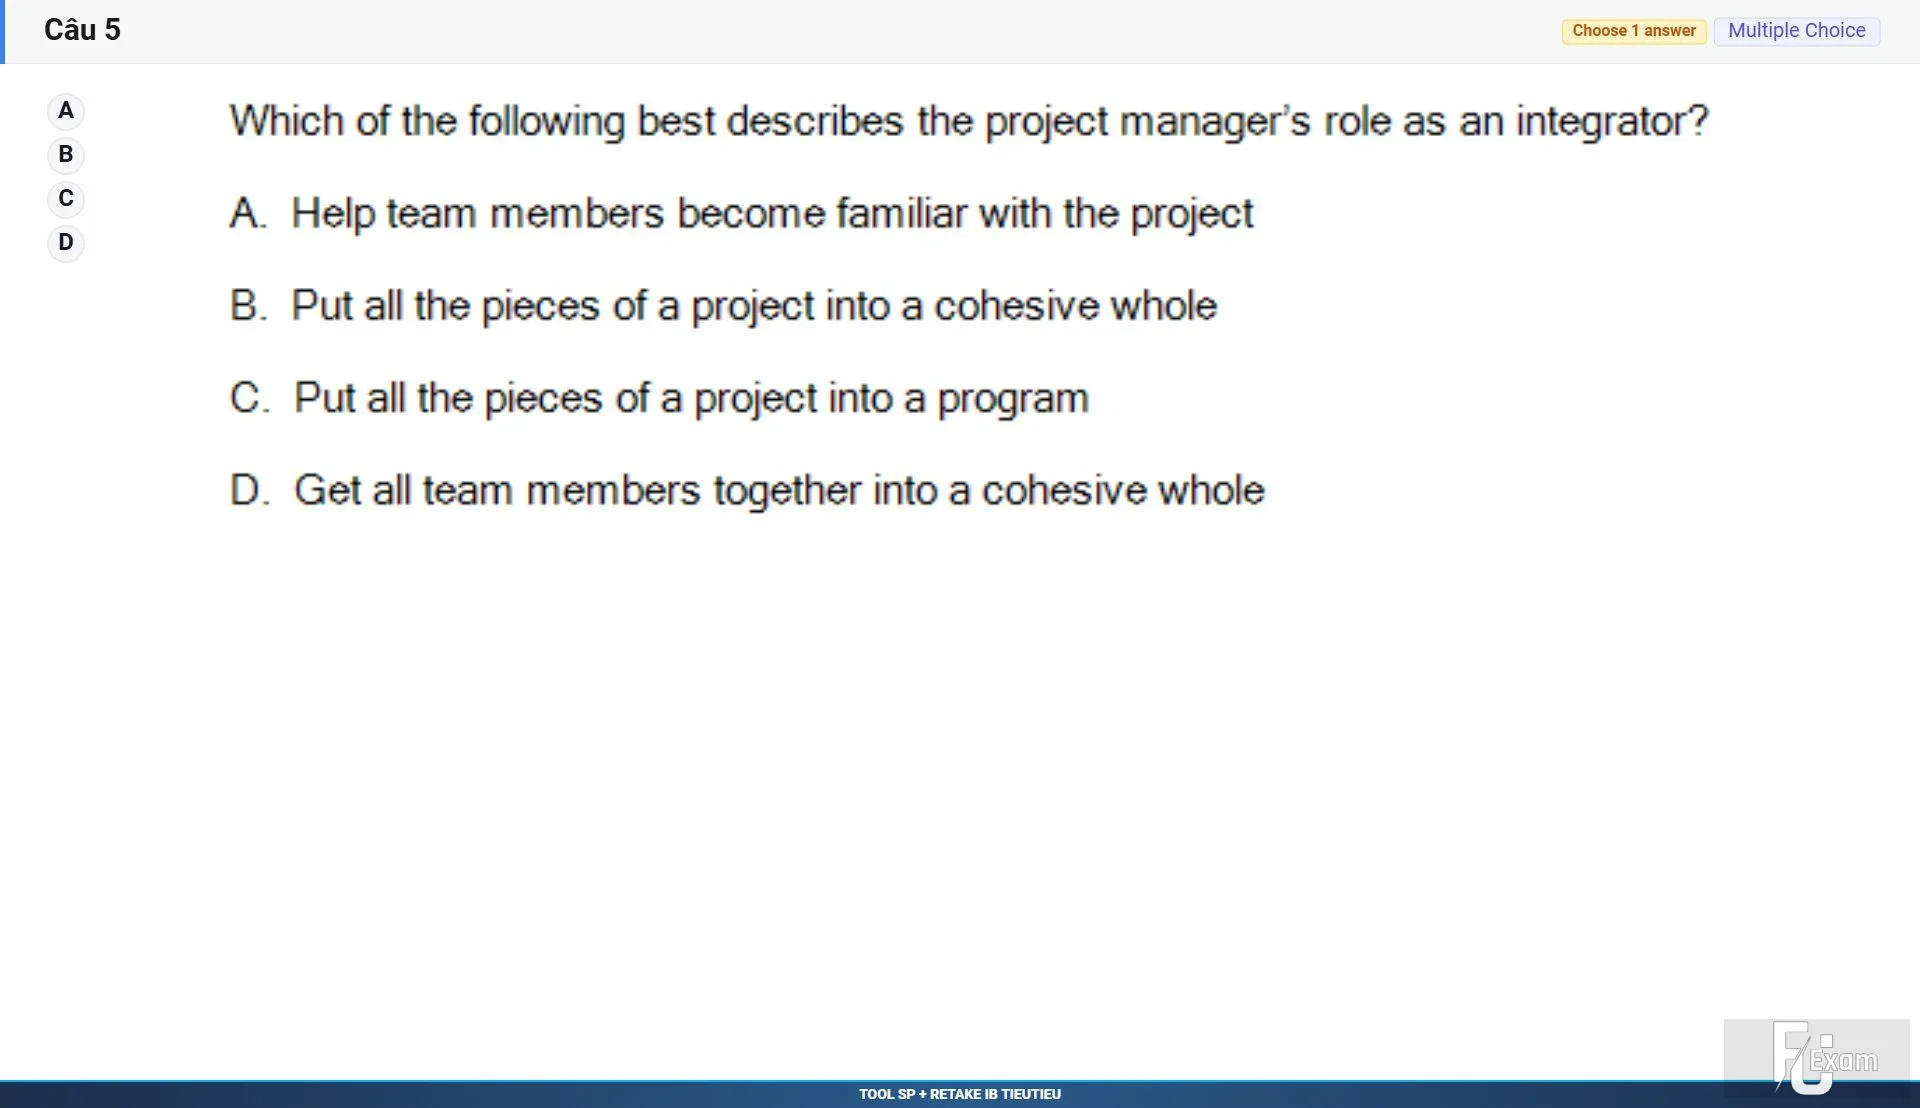 Câu 5
Choose 1 answer
Multiple Choice
A
B
C
D
Which of the following best describes the project manager's role as an integrator?
A. Help team members become familiar with the project
B. Put all the pieces of a project into a cohesive whole
C. Put all the pieces of a project into a program
D. Get all team members together into a cohesive whole
FU Exam
TOOL SP + RETAKE IB TIEUTIEU